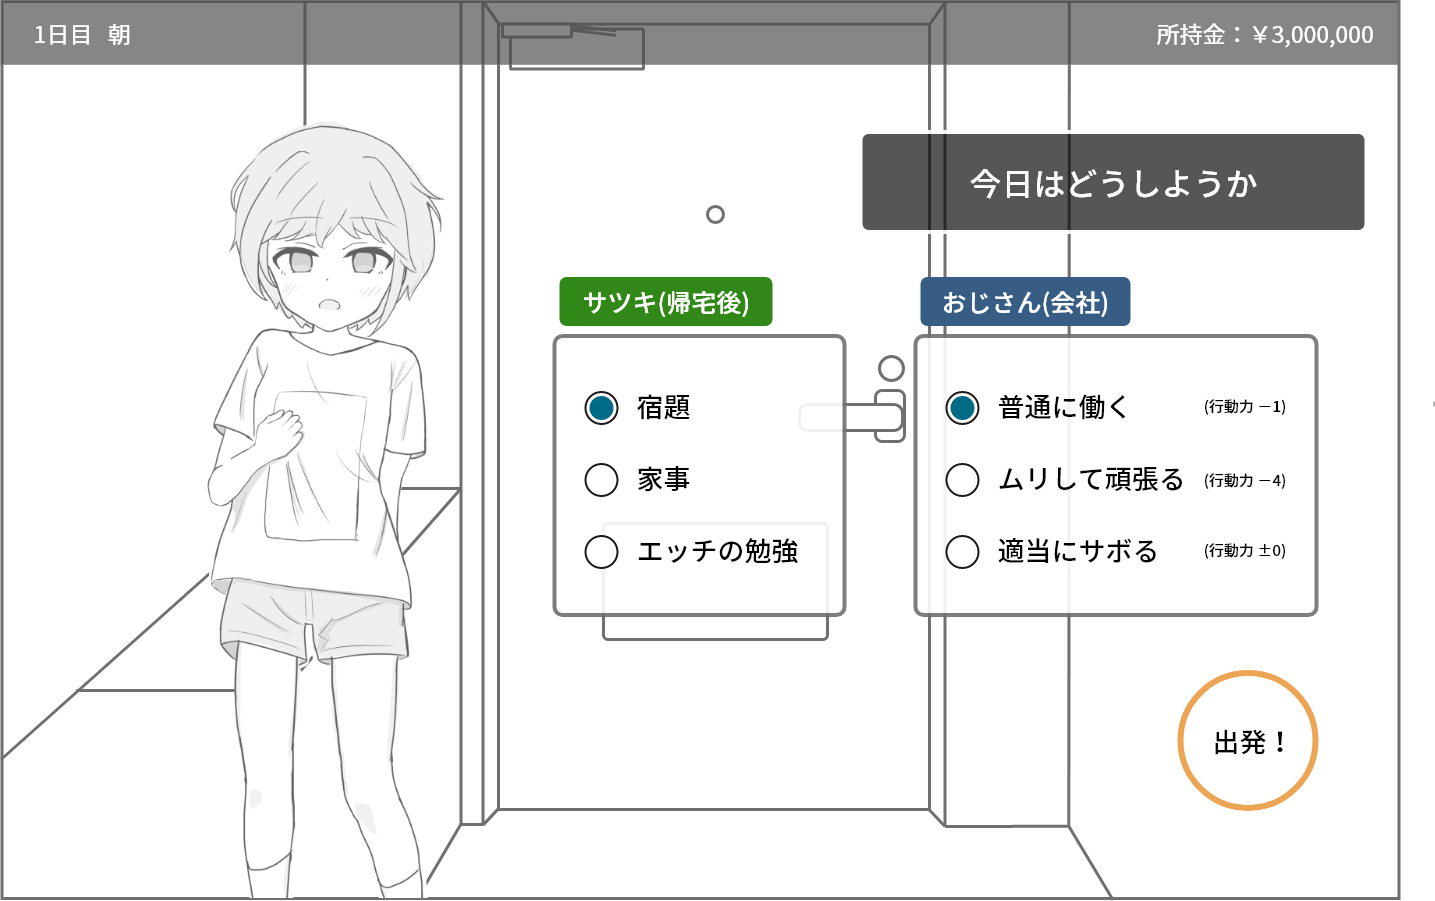 1日目 朝
所持金：￥3,000,000
今日はどうしようか
サツキ(帰宅後)
宿題
家事
エッチの勉強
おじさん(会社)
普通に働く (行動力 －1)
ムリして頑張る (行動力 －4)
適当にサボる (行動力 ±0)
出発！